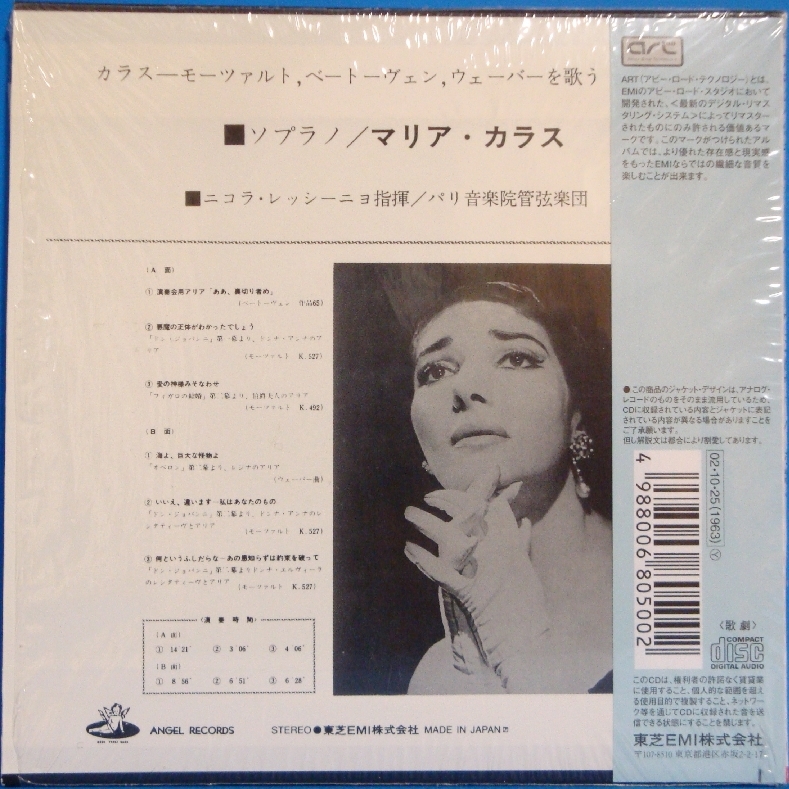 カラス—モーツァルト，ベートーヴェン，ウェーバーを歌う
■ソプラノ／マリア・カラス
■ニコラ・レッシーニヨ指揮／パリ音楽院管弦楽団
(A 面)
① 演奏会用アリア「ああ、裏切り者め」
(ベートーヴェン 作品65)
② 悪魔の正体がわかったでしょう
「ドン・ジョバンニ」第一幕より、ドンナ・アンナのア
リア
(モーツァルト K.527)
③ 愛の神様みそなわせ
「フィガロの結婚」第二幕より、伯爵夫人のアリア
(モーツァルト K.492)
(B 面)
① 海よ、巨大な怪物よ
「オベロン」第二幕より、レジナのアリア
(ウェーバー曲)
② いいえ、違います—私はあなたのもの
「ドン・ジョバンニ」第二幕より、ドンナ・アンナのレ
シタティーヴとアリア
(モーツァルト K.527)
③ 何というふしだらな—あの恩知らずは約束を破って
「ドン・ジョバンニ」第二幕よりドンナ・エルヴィーラ
のレシタティーヴとアリア
(モーツァルト K.527)
〈演 奏 時 間〉
(A 面)
① 14′21″ ② 3′06″ ③ 4′06″
(B 面)
① 8′56″ ② 6′51″ ③ 6′28″
ANGEL RECORDS
STEREO●東芝EMI株式会社 MADE IN JAPAN
art
ART（アビー・ロード・テクノロジー）とは、
EMIのアビー・ロード・スタジオにおいて
開発された、＜最新のデジタル・リマス
タリング・システム＞によってリマスター
されたものにのみ許される価値あるマ
ークです。このマークがつけられたアル
バムでは、より優れた存在感と現実感
をもったEMIならではの繊細な音質を
楽しむことが出来ます。
●この商品のジャケット・デザインは、アナログ・
レコードのものをそのまま流用しているため、
CDに収録されている内容とジャケットに表記
されている内容が異なる場合がありますことを
ご了承願います。
但し解説文は都合により割愛してあります。
4 988006 805002
02・10・25 (1963) Ⓨ
〈歌 劇〉
COMPACT
disc
DIGITAL AUDIO
このCDは、権利者の許諾なく賃貸業
に使用すること、個人的な範囲を超え
る使用目的で複製すること、ネットワー
ク等を通じてCDに収録された音を送
信できる状態にすることを禁じます。
東芝EMI株式会社
〒107-8510 東京都港区赤坂2-2-17